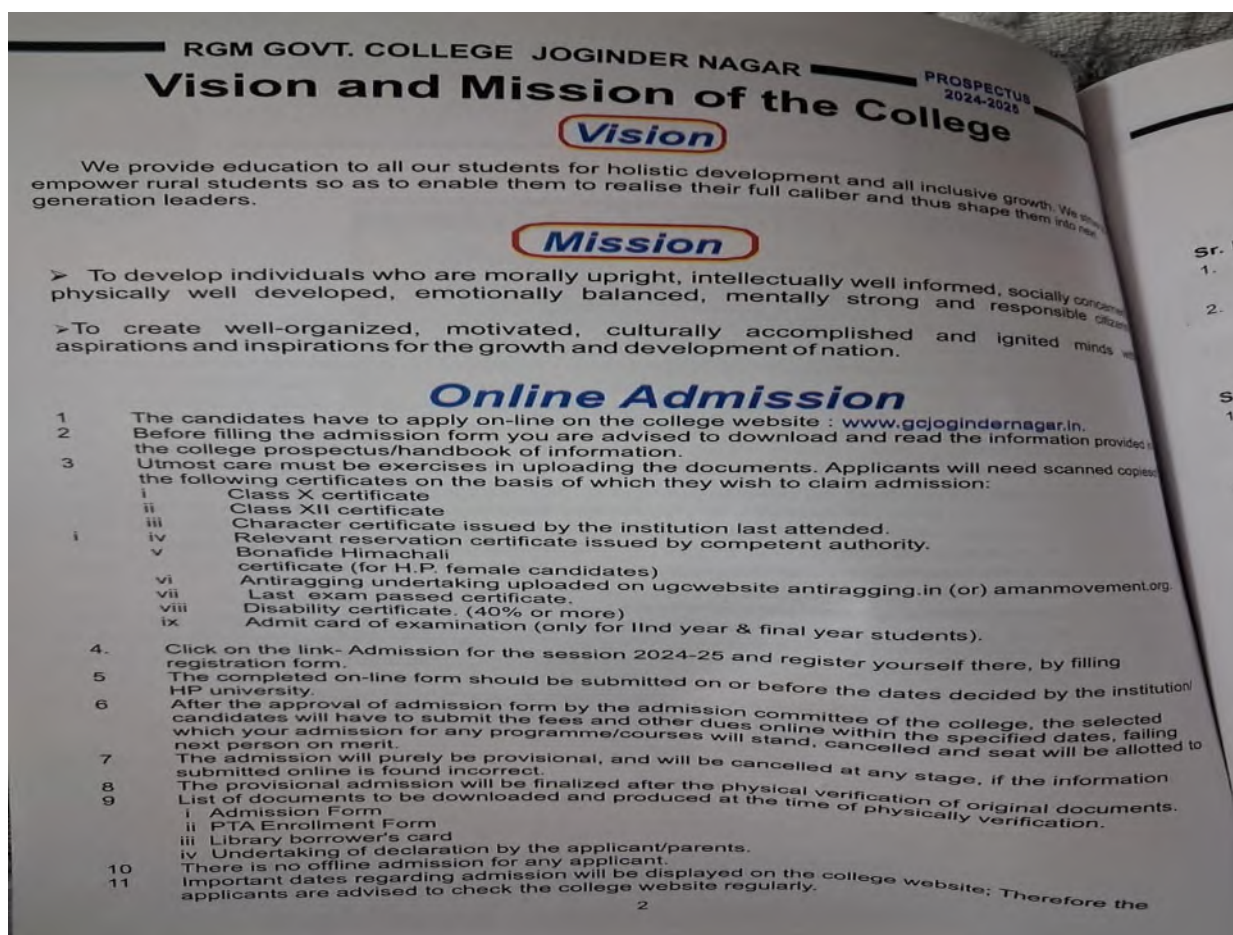 RGM GOVT. COLLEGE JOGINDER NAGAR
PROSPECTUS
2024-2025
Vision and Mission of the College
Vision
We provide education to all our students for holistic development and all inclusive growth. We
empower rural students so as to enable them to realise their full caliber and thus shape them into next
generation leaders.
Mission
➢ To develop individuals who are morally upright, intellectually well informed, socially concerned
physically well developed, emotionally balanced, mentally strong and responsible citizens
➢To create well-organized, motivated, culturally accomplished and ignited minds
aspirations and inspirations for the growth and development of nation.
Online Admission
1 The candidates have to apply on-line on the college website : www.gcjogindernagar.in.
2 Before filling the admission form you are advised to download and read the information provided
the college prospectus/handbook of information.
3 Utmost care must be exercises in uploading the documents. Applicants will need scanned copies
the following certificates on the basis of which they wish to claim admission:
i Class X certificate
ii Class XII certificate
iii Character certificate issued by the institution last attended.
i iv Relevant reservation certificate issued by competent authority.
v Bonafide Himachali
certificate (for H.P. female candidates)
vi Antiragging undertaking uploaded on ugcwebsite antiragging.in (or) amanmovement.org.
vii Last exam passed certificate.
viii Disability certificate. (40% or more)
ix Admit card of examination (only for IInd year & final year students).
4. Click on the link- Admission for the session 2024-25 and register yourself there, by filling
registration form.
5 The completed on-line form should be submitted on or before the dates decided by the institution/
HP university.
6 After the approval of admission form by the admission committee of the college, the selected
candidates will have to submit the fees and other dues online within the specified dates, failing
which your admission for any programme/courses will stand, cancelled and seat will be allotted to
next person on merit.
7 The admission will purely be provisional, and will be cancelled at any stage, if the information
submitted online is found incorrect.
8 The provisional admission will be finalized after the physical verification of original documents.
9 List of documents to be downloaded and produced at the time of physically verification.
i Admission Form
ii PTA Enrollment Form
iii Library borrower's card
iv Undertaking of declaration by the applicant/parents.
10 There is no offline admission for any applicant.
11 Important dates regarding admission will be displayed on the college website; Therefore the
applicants are advised to check the college website regularly.
2
Sr.
1.
2.
S
1